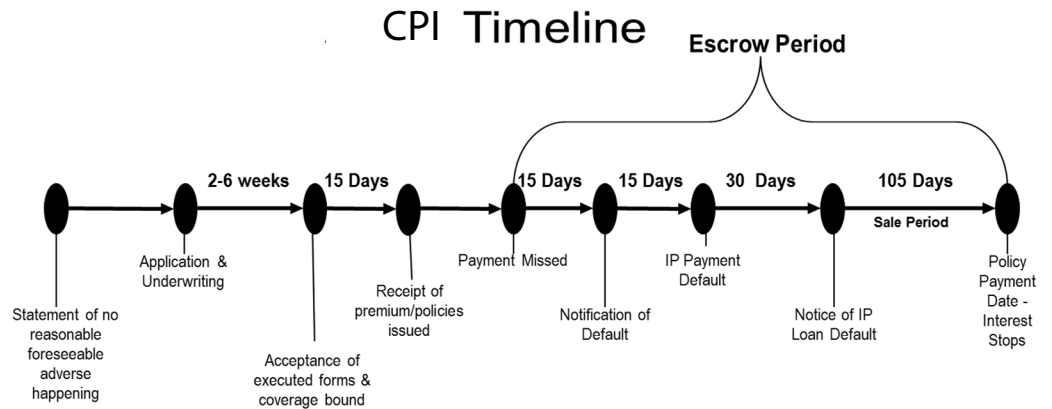 CPI Timeline
Escrow Period
2-6 weeks
15 Days
15 Days
15 Days
30 Days
105 Days
Sale Period
Statement of no
reasonable
foreseeable
adverse
happening
Application &
Underwriting
Acceptance of
executed forms &
coverage bound
Receipt of
premium/policies
issued
Payment Missed
Notification of
Default
IP Payment
Default
Notice of IP
Loan Default
Policy
Payment
Date -
Interest
Stops